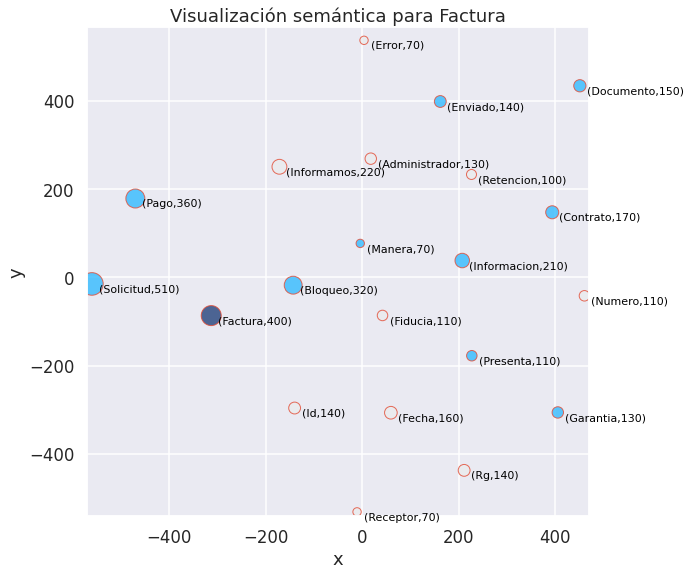 Visualización semántica para Factura
(Error,70)
(Documento,150)
400
(Enviado,140)
(Administrador,130)
(Informamos,220)
(Retencion,100)
200
(Pago,360)
(Contrato,170)
(Manera,70)
(Informacion,210)
0
(Solicitud,510)
(Bloqueo,320)
(Numero,110)
y
(Factura,400)
(Fiducia,110)
(Presenta,110)
−200
(Id,140)
(Fecha,160)
(Garantia,130)
−400
(Rg,140)
(Receptor,70)
−400 −200 0 200 400
x